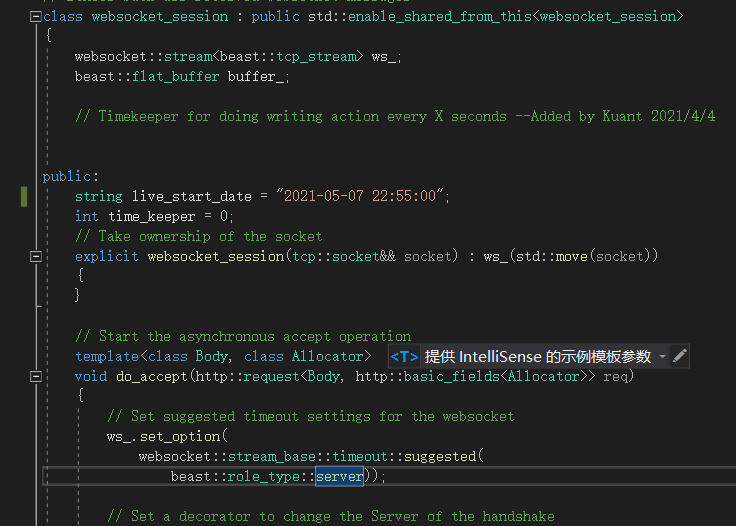 class websocket_session : public std::enable_shared_from_this<websocket_session>
{
websocket::stream<beast::tcp_stream> ws_;
beast::flat_buffer buffer_;
// Timekeeper for doing writing action every X seconds --Added by Kuant 2021/4/4
public:
string live_start_date = "2021-05-07 22:55:00";
int time_keeper = 0;
// Take ownership of the socket
explicit websocket_session(tcp::socket&& socket) : ws_(std::move(socket))
{
}
// Start the asynchronous accept operation
template<class Body, class Allocator> <T> 提供 IntelliSense 的示例模板参数
void do_accept(http::request<Body, http::basic_fields<Allocator>> req)
{
// Set suggested timeout settings for the websocket
ws_.set_option(
websocket::stream_base::timeout::suggested(
beast::role_type::server));
// Set a decorator to change the Server of the handshake